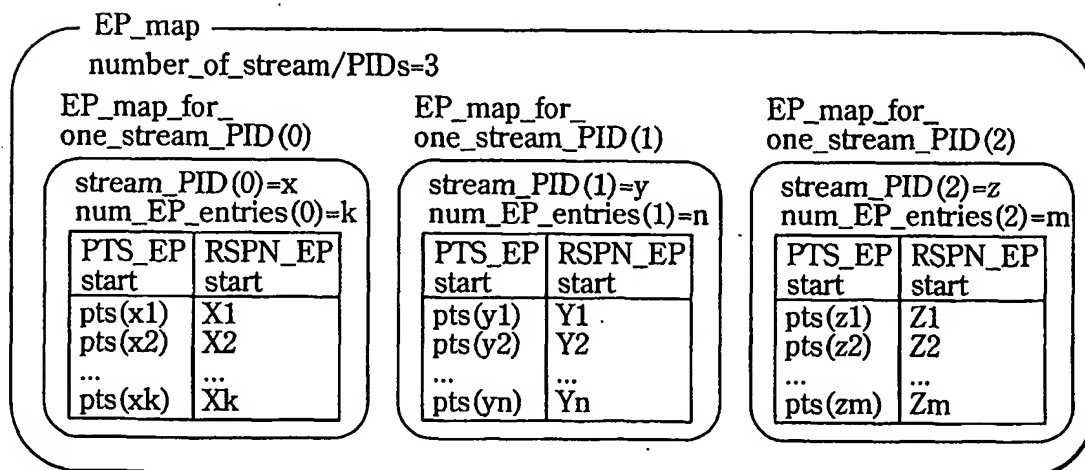 EP_map
number_of_stream/PIDs=3
EP_map_for_
one_stream_PID(0)
stream_PID(0)=x
num_EP_entries(0)=k
PTS_EP RSPN_EP
start start
pts(x1) X1
pts(x2) X2
... ...
pts(xk) Xk
EP_map_for_
one_stream_PID(1)
stream_PID(1)=y
num_EP_entries(1)=n
PTS_EP RSPN_EP
start start
pts(y1) Y1
pts(y2) Y2
... ...
pts(yn) Yn
EP_map_for_
one_stream_PID(2)
stream_PID(2)=z
num_EP_entries(2)=m
PTS_EP RSPN_EP
start start
pts(z1) Z1
pts(z2) Z2
... ...
pts(zm) Zm